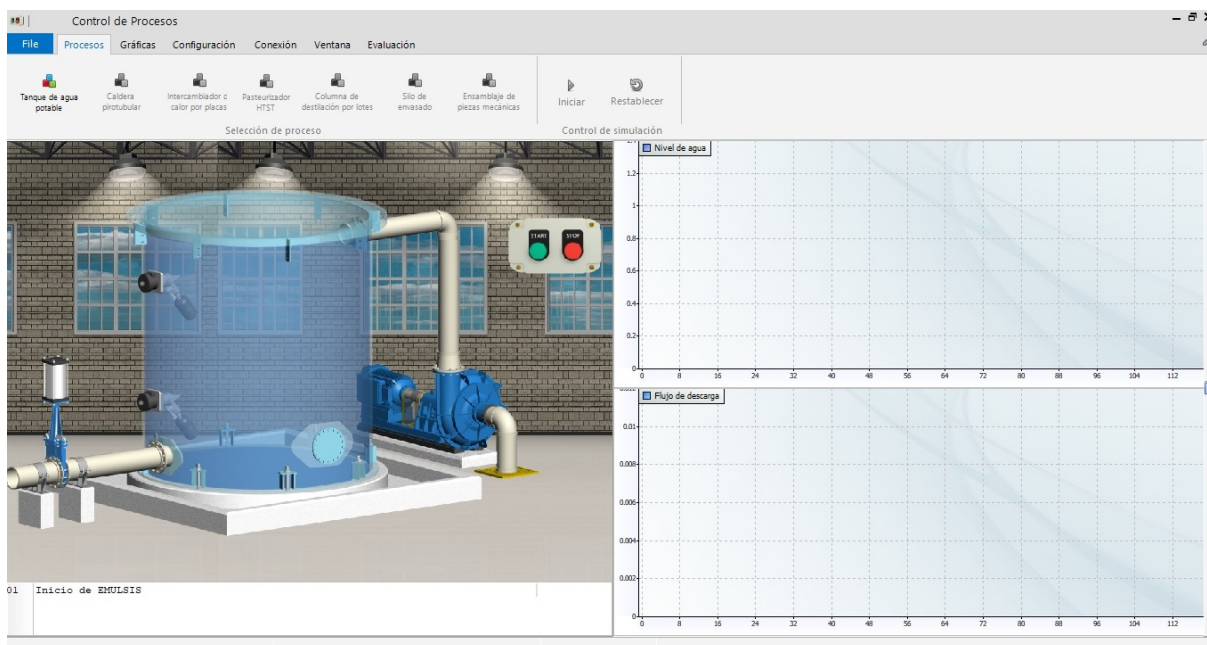 Control de Procesos
File Procesos Gráficas Configuración Conexión Ventana Evaluación
Tanque de agua
potable
Caldera
pirotubular
Intercambiador o
calor por placas
Pasteurizador
HTST
Columna de
destilación por lotes
Silo de
envasado
Ensamblaje de
piezas mecánicas
Iniciar
Restablecer
Selección de proceso
Control de simulación
START STOP
Nivel de agua
1.2
1
0.8
0.6
0.4
0.2
0
0 8 16 24 32 40 48 56 64 72 80 88 96 104 112
Flujo de descarga
0.01
0.008
0.006
0.004
0.002
0
0 8 16 24 32 40 48 56 64 72 80 88 96 104 112
01 Inicio de EMULSIS